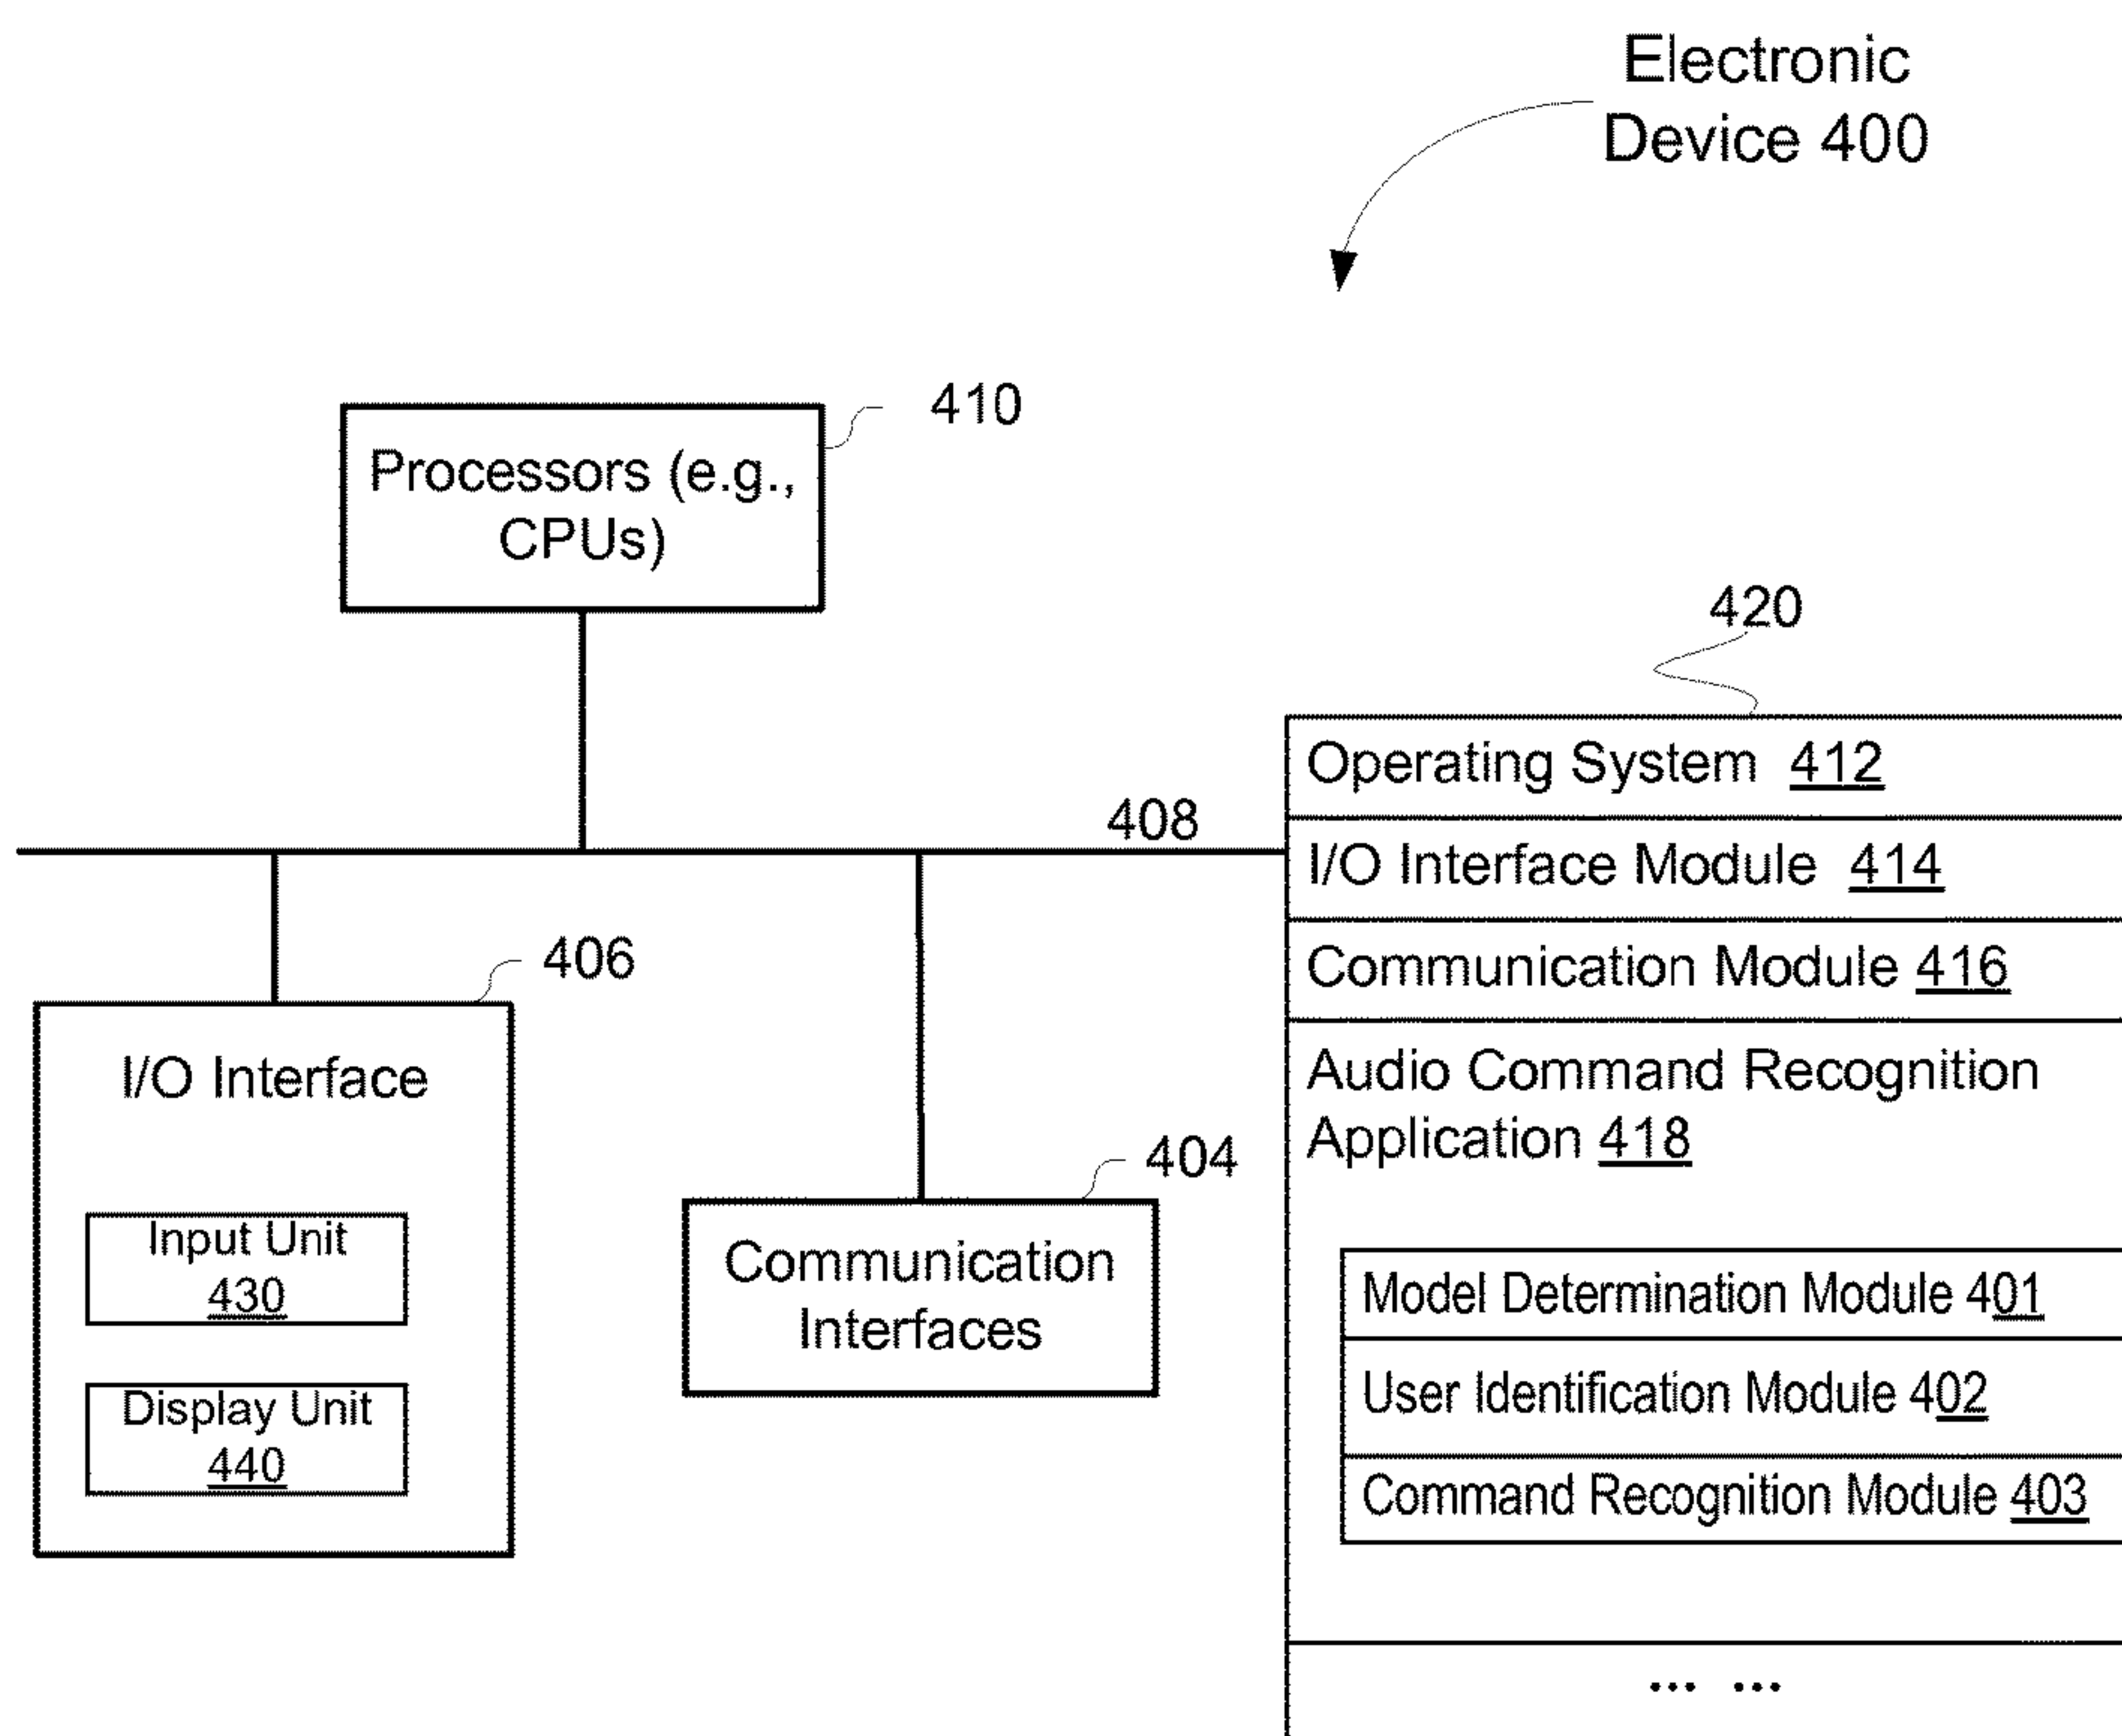 Electronic
Device 400
410
Processors (e.g.,
CPUs)
420
Operating System 412
408
I/O Interface Module 414
406
Communication Module 416
I/O Interface
Audio Command Recognition
Application 418
404
Input Unit
430
Communication
Interfaces
Model Determination Module 401
Display Unit
440
User Identification Module 402
Command Recognition Module 403
... ...